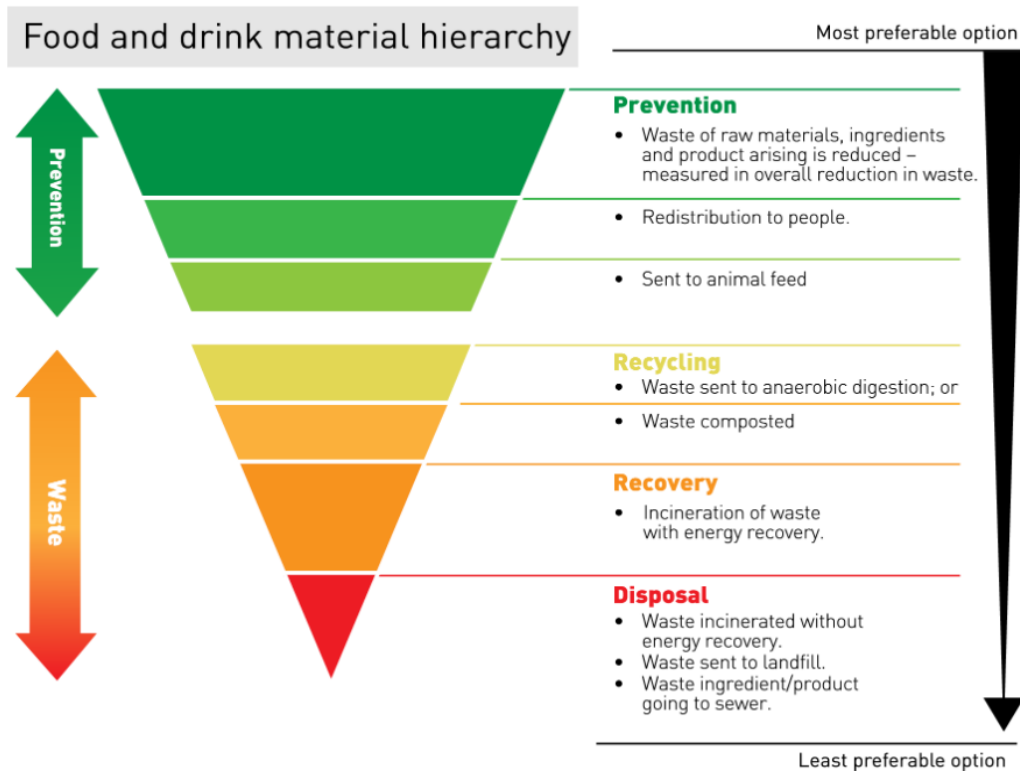 Food and drink material hierarchy
Most preferable option
Prevention
Prevention
• Waste of raw materials, ingredients
and product arising is reduced –
measured in overall reduction in waste.
• Redistribution to people.
• Sent to animal feed
Waste
Recycling
• Waste sent to anaerobic digestion; or
• Waste composted
Recovery
• Incineration of waste
with energy recovery.
Disposal
• Waste incinerated without
energy recovery.
• Waste sent to landfill.
• Waste ingredient/product
going to sewer.
Least preferable option